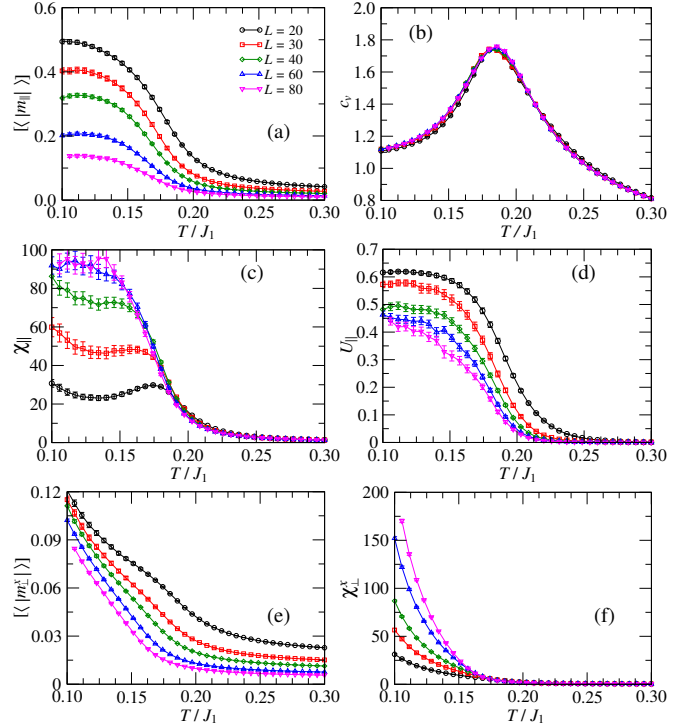 0.6
0.4
0.2
0.0
[⟨ |m∥| ⟩]
L = 20
L = 30
L = 40
L = 60
L = 80
(a)
0.10 0.15 0.20 0.25 0.30
T / J₁
2.0
1.8
1.6
1.4
1.2
1.0
0.8
cᵥ
(b)
0.10 0.15 0.20 0.25 0.30
T / J₁
100
80
60
40
20
0
χ∥
(c)
0.10 0.15 0.20 0.25 0.30
T / J₁
0.7
0.6
0.5
0.4
0.3
0.2
0.1
0
U∥
(d)
0.10 0.15 0.20 0.25 0.30
T / J₁
0.12
0.09
0.06
0.03
0.00
(e)
0.10 0.15 0.20 0.25 0.30
T / J₁
200
150
100
50
0
χ⊥ˣ
(f)
0.10 0.15 0.20 0.25 0.30
T / J₁